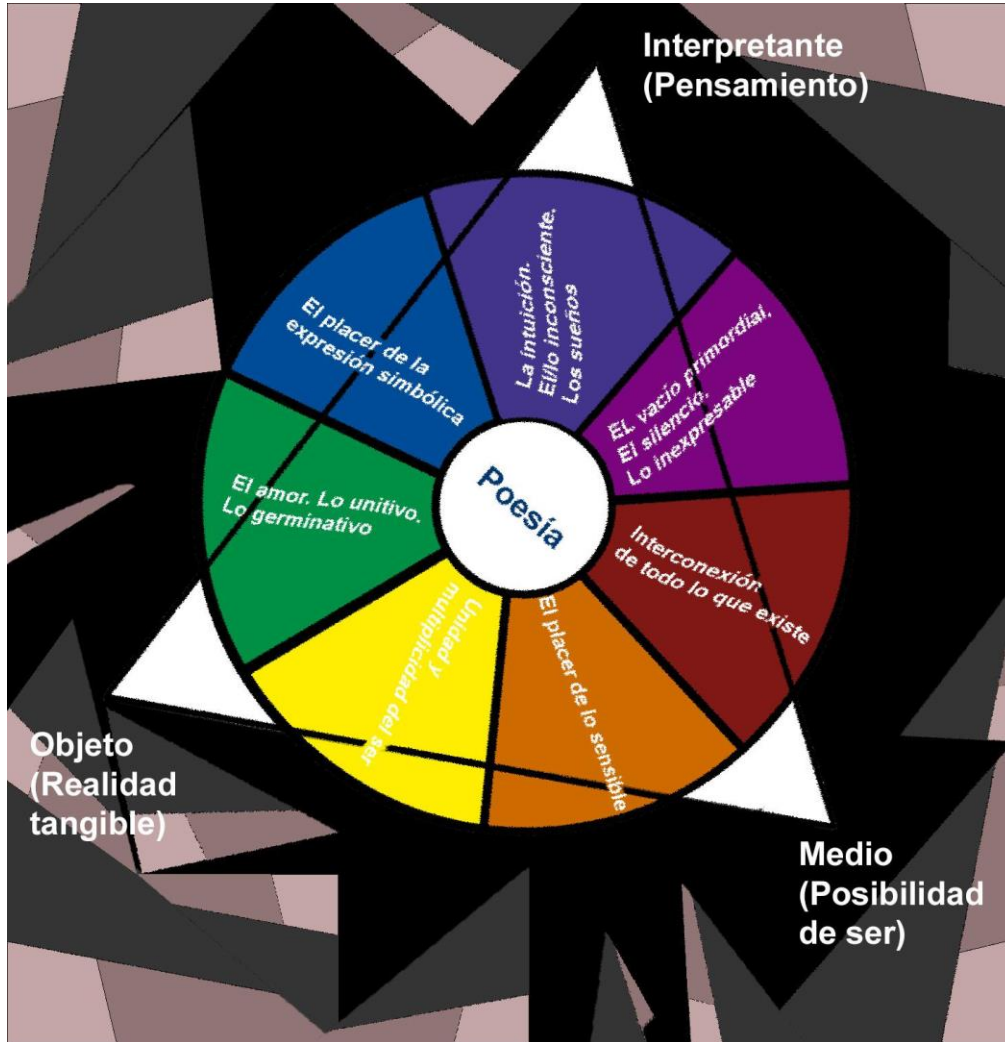 Interpretante
(Pensamiento)
La intuición.
El/lo inconsciente.
Los sueños
EL vacío primordial.
El silencio.
Lo inexpresable
El placer de la
expresión simbólica
El amor. Lo unitivo.
Lo germinativo
Poesía
Interconexión
de todo lo que existe
Unidad y
multiplicidad del ser
El placer de lo sensible
Objeto
(Realidad
tangible)
Medio
(Posibilidad
de ser)